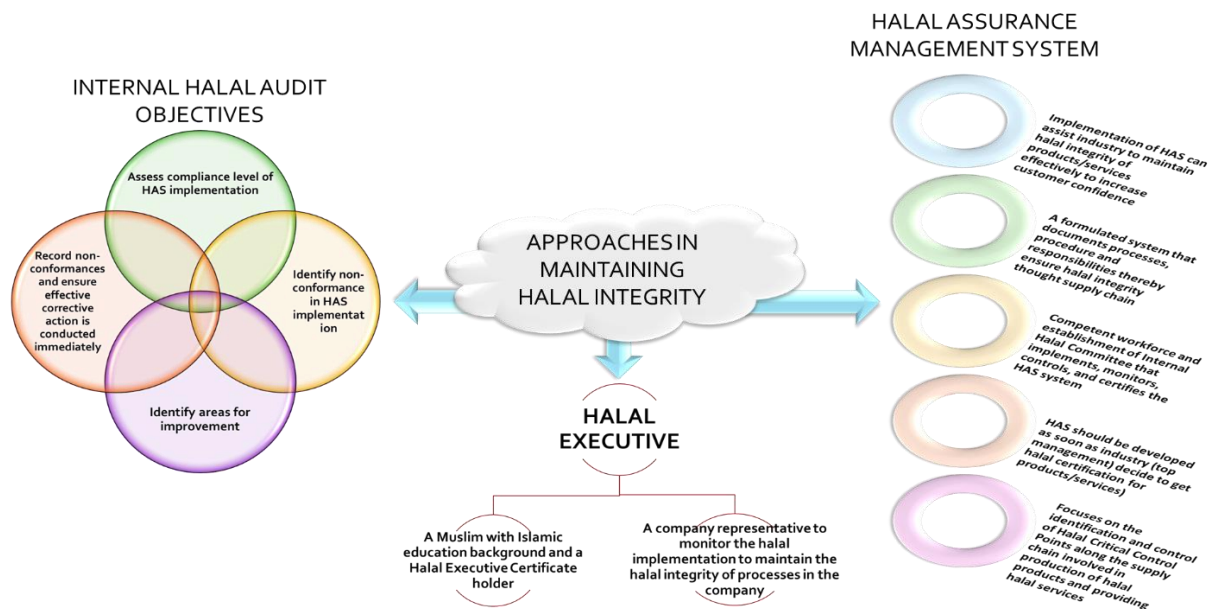 INTERNAL HALAL AUDIT
OBJECTIVES
Assess compliance level of
HAS implementation
Record non-
conformances
and ensure
effective
corrective
action is
conducted
immediately
Identify non-
conformance
in HAS
implementat
ion
Identify areas for
improvement
APPROACHES IN
MAINTAINING
HALAL INTEGRITY
HALAL
EXECUTIVE
A Muslim with Islamic
education background and a
Halal Executive Certificate
holder
A company representative to
monitor the halal
implementation to maintain the
halal integrity of processes in the
company
HALAL ASSURANCE
MANAGEMENT SYSTEM
Implementation of HAS can
assist industry to maintain
halal integrity of
products/services
effectively to increase
customer confidence
A formulated system that
documents processes,
procedure and
responsibilities thereby
ensure halal integrity
thought supply chain
Competent workforce and
establishment of Internal
Halal Committee that
implements, monitors,
controls, and certifies the
HAS system
HAS should be developed
as soon as industry (top
management) decide to get
halal certification for
products/services)
Focuses on the
identification and control
of Halal Critical Control
Points along the supply
chain involved in
production of halal
products and providing
halal services